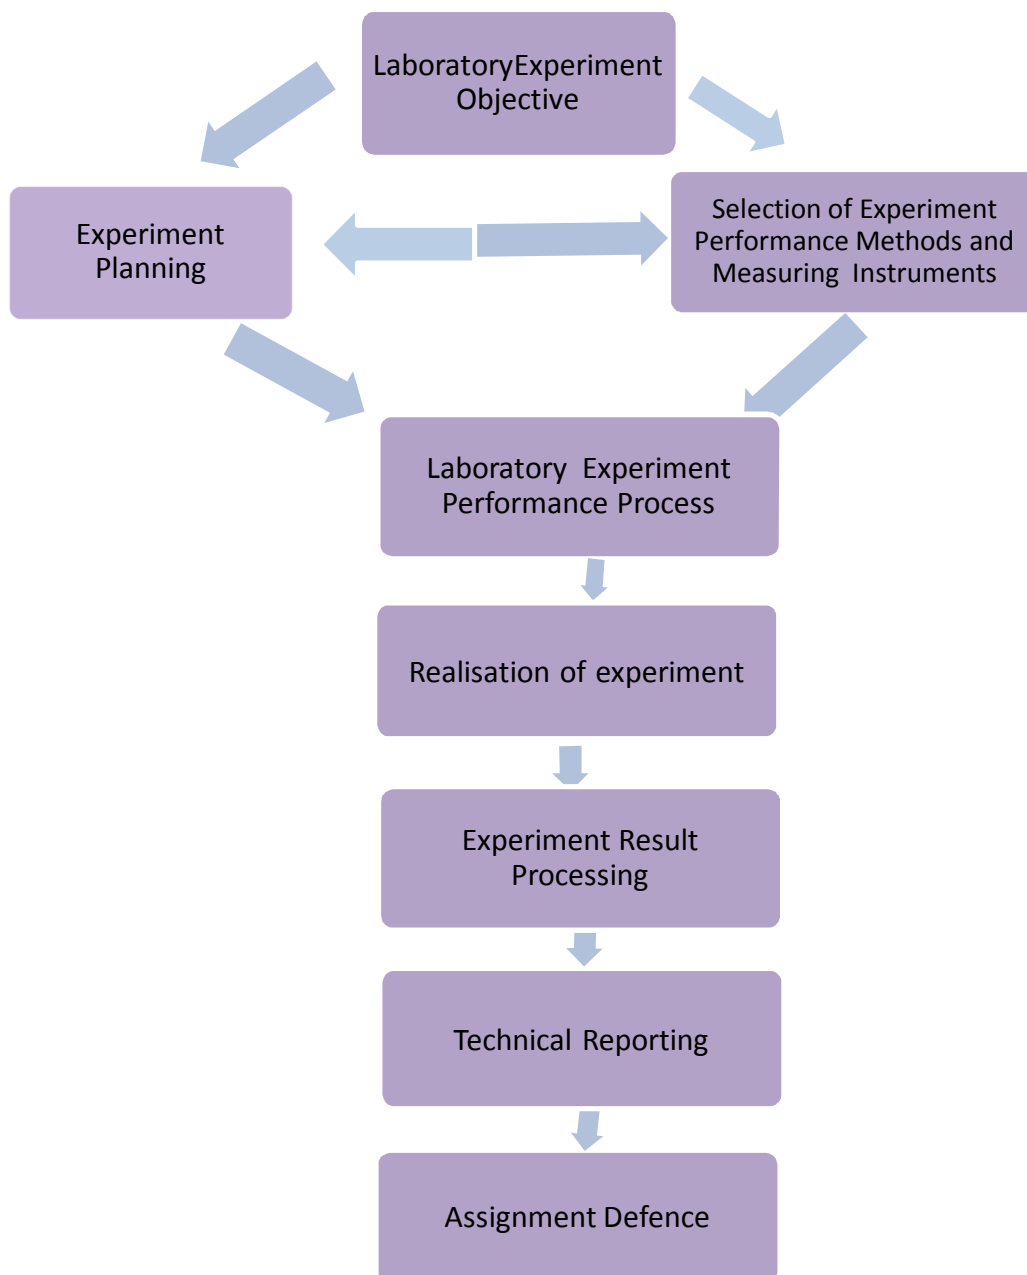 LaboratoryExperiment
Objective
Experiment
Planning
Selection of Experiment
Performance Methods and
Measuring Instruments
Laboratory Experiment
Performance Process
Realisation of experiment
Experiment Result
Processing
Technical Reporting
Assignment Defence